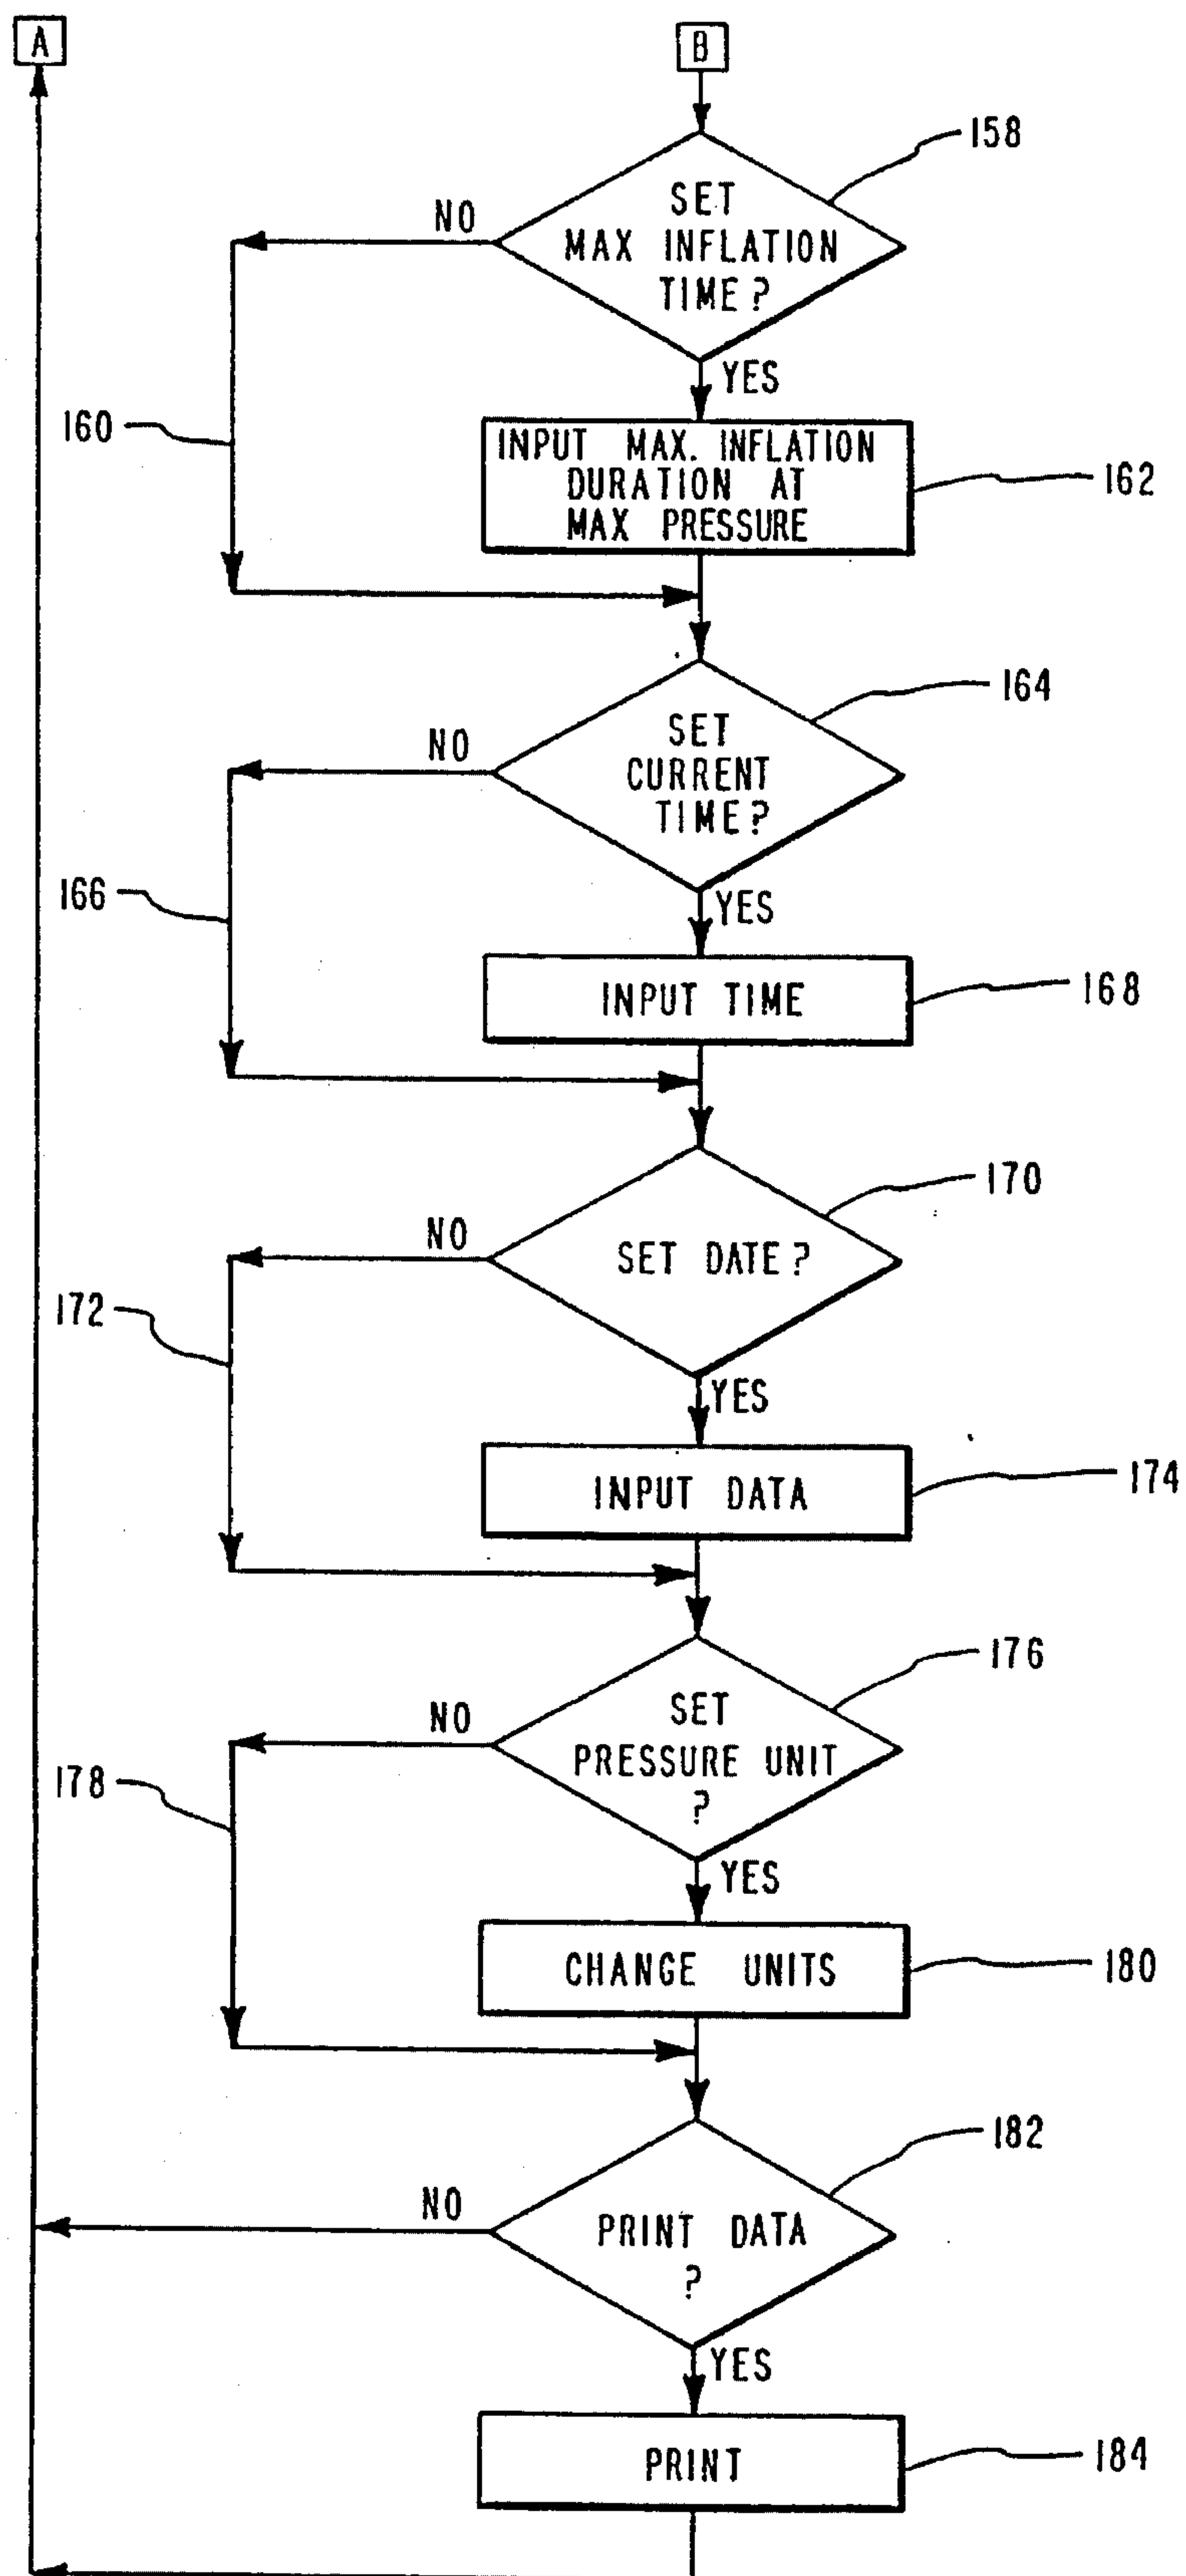 A
B
158
SET
MAX INFLATION
TIME?
NO
YES
160
INPUT MAX. INFLATION
DURATION AT
MAX PRESSURE
162
164
SET
CURRENT
TIME?
NO
YES
166
INPUT TIME
168
170
SET DATE?
NO
YES
172
INPUT DATA
174
176
SET
PRESSURE UNIT
?
NO
YES
178
CHANGE UNITS
180
182
PRINT DATA
?
NO
YES
PRINT
184